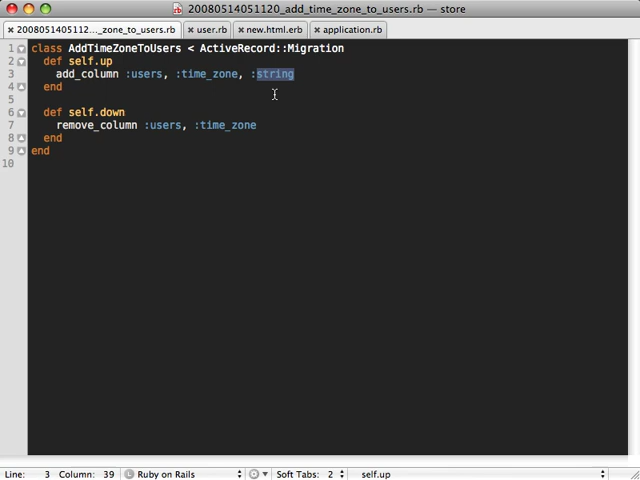 20080514051120_add_time_zone_to_users.rb — store
20080514051112..._zone_to_users.rb user.rb new.html.erb application.rb
1 class AddTimeZoneToUsers < ActiveRecord::Migration
2 def self.up
3 add_column :users, :time_zone, :string
4 end
5
6 def self.down
7 remove_column :users, :time_zone
8 end
9 end
10
Line: 3 Column: 39 Ruby on Rails Soft Tabs: 2 self.up